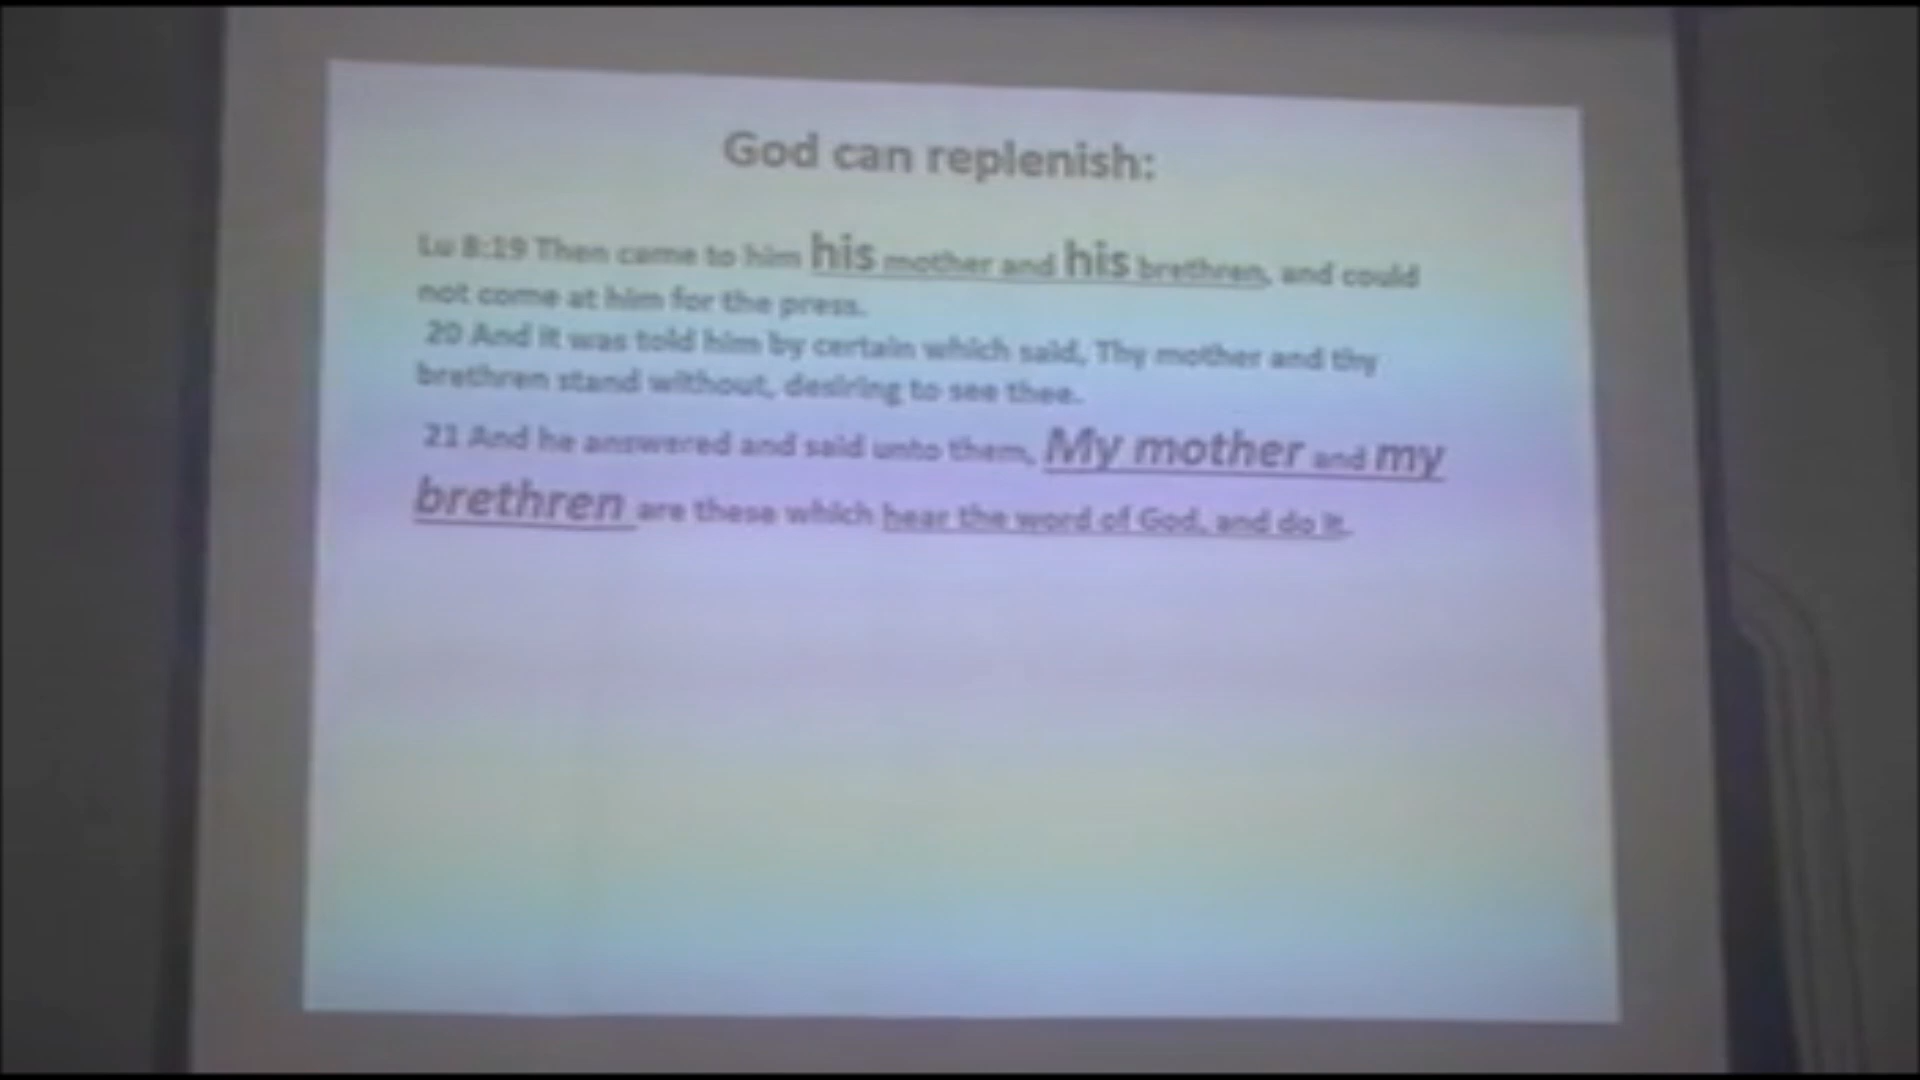 God can replenish:
Lu 8:19 Then came to him his mother and his brethren, and could
not come at him for the press.
20 And it was told him by certain which said, Thy mother and thy
brethren stand without, desiring to see thee.
21 And he answered and said unto them, My mother and my
brethren are these which hear the word of God, and do it.